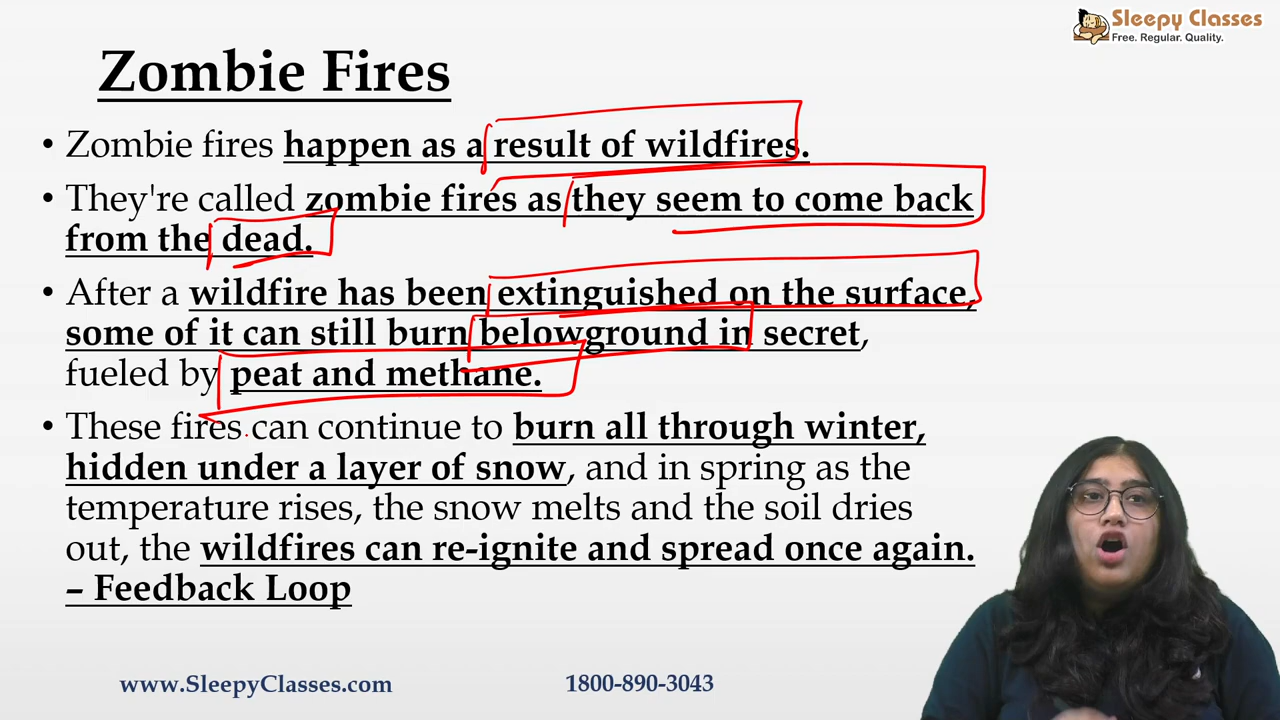 Sleepy Classes
Free. Regular. Quality.
Zombie Fires
• Zombie fires happen as a result of wildfires.
• They're called zombie fires as they seem to come back
from the dead.
• After a wildfire has been extinguished on the surface,
some of it can still burn belowground in secret,
fueled by peat and methane.
• These fires can continue to burn all through winter,
hidden under a layer of snow, and in spring as the
temperature rises, the snow melts and the soil dries
out, the wildfires can re-ignite and spread once again.
– Feedback Loop
www.SleepyClasses.com
1800-890-3043